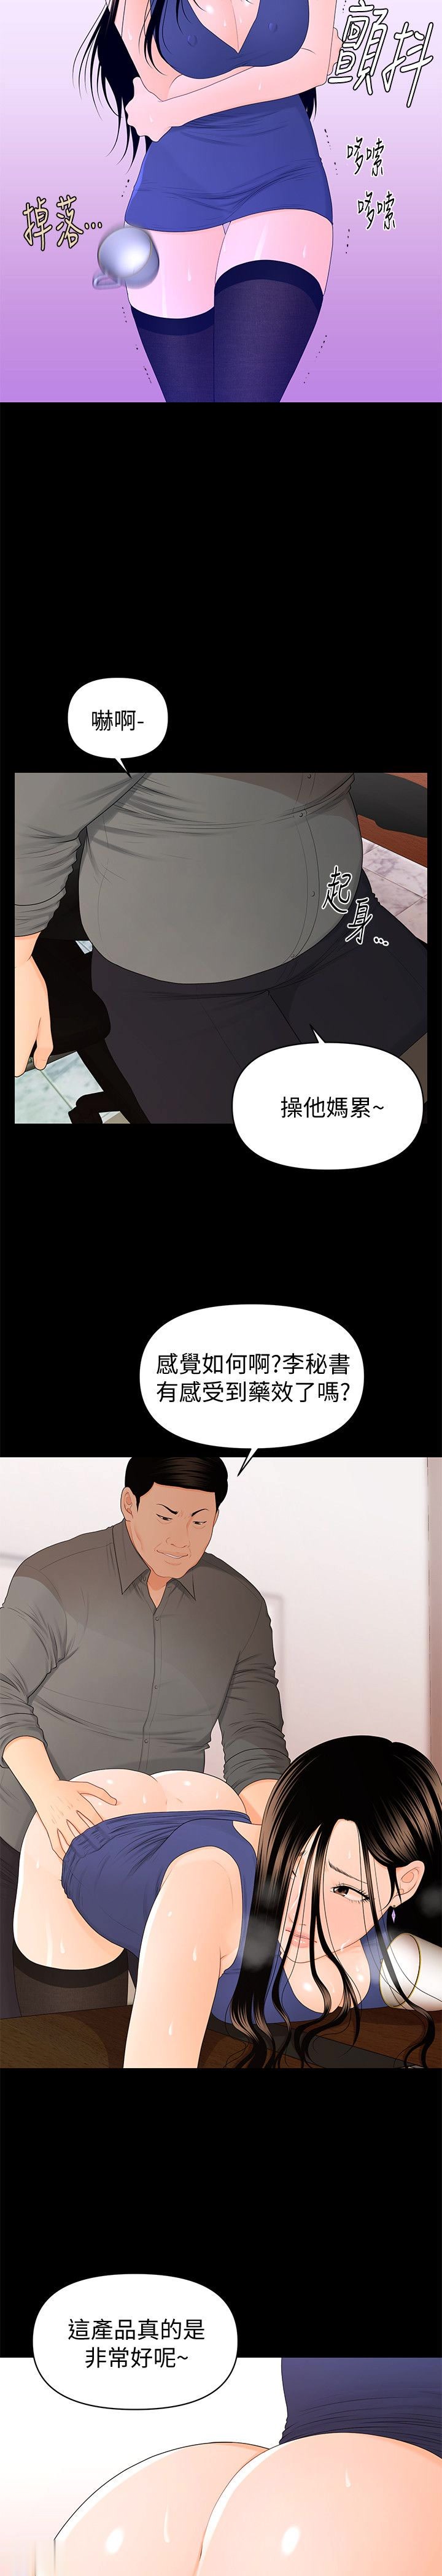 顫抖
哆嗦
哆嗦
掉落...
嚇啊-
起身...
操他媽累~
感覺如何啊?李秘書
有感受到藥效了嗎?
這產品真的是
非常好呢~